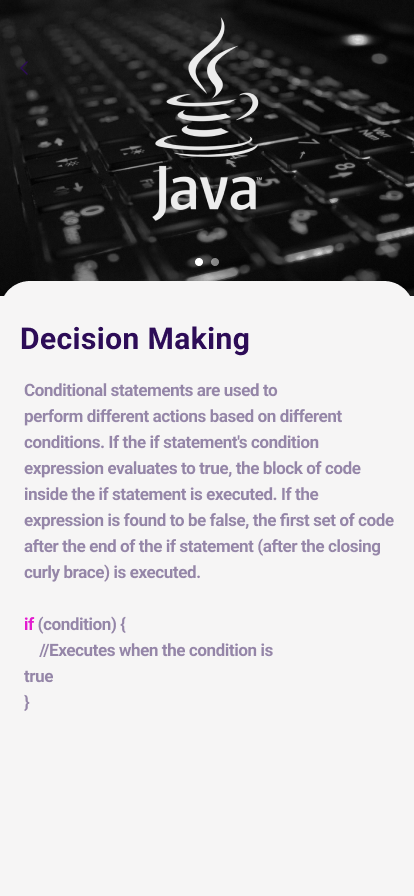 Java
Decision Making
Conditional statements are used to
perform different actions based on different
conditions. If the if statement's condition
expression evaluates to true, the block of code
inside the if statement is executed. If the
expression is found to be false, the first set of code
after the end of the if statement (after the closing
curly brace) is executed.
if (condition) {
//Executes when the condition is
true
}